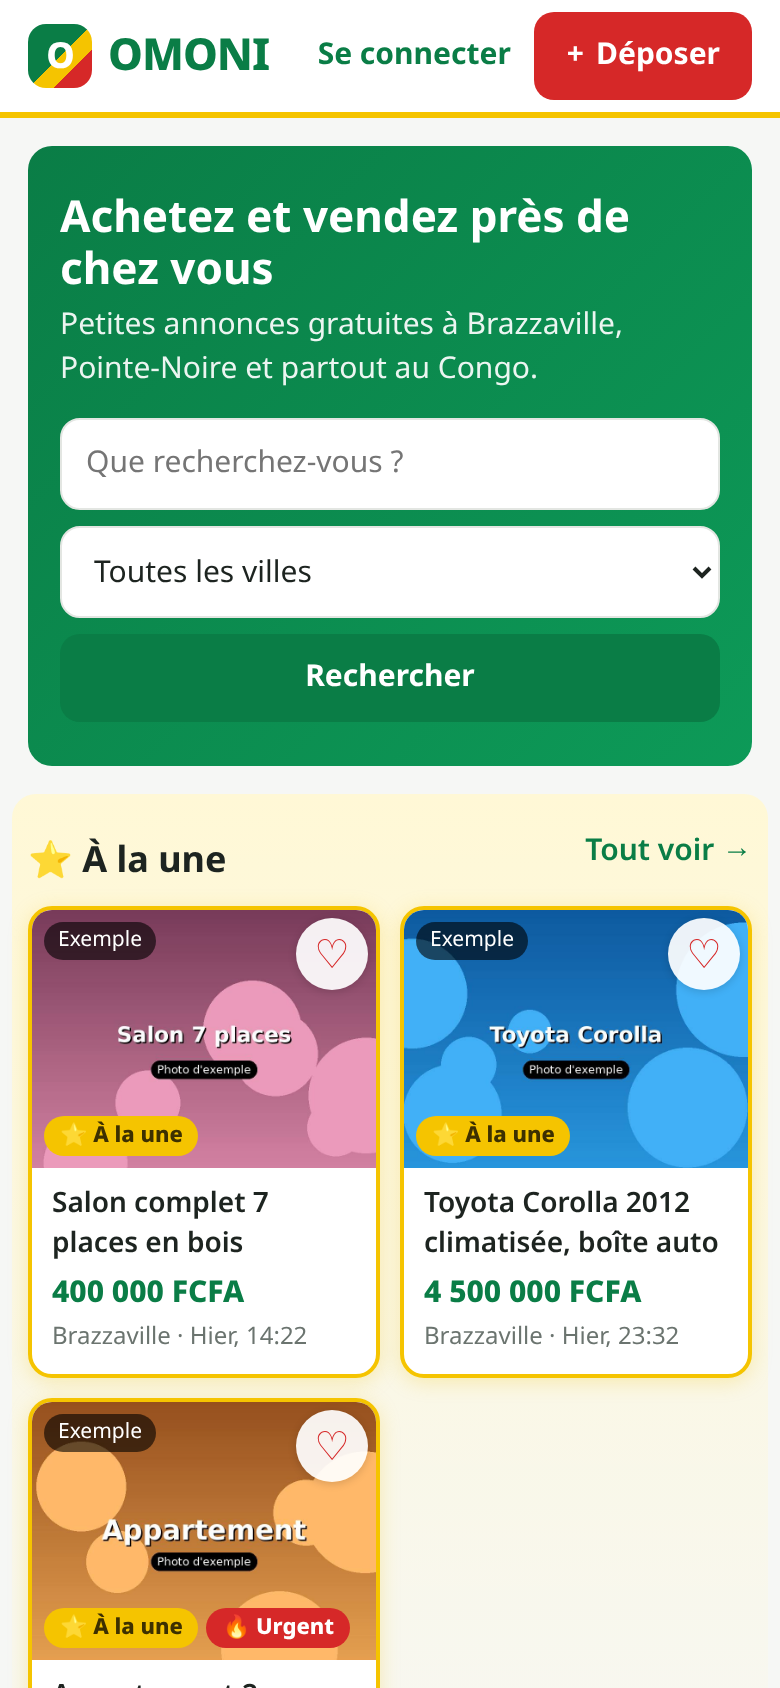 O OMONI Se connecter + Déposer
Achetez et vendez près de
chez vous
Petites annonces gratuites à Brazzaville,
Pointe-Noire et partout au Congo.
Que recherchez-vous ?
Toutes les villes
Rechercher
⭐ À la une
Tout voir →
Exemple
Salon 7 places
Photo d'exemple
⭐ À la une
Salon complet 7
places en bois
400 000 FCFA
Brazzaville · Hier, 14:22
Exemple
Toyota Corolla
Photo d'exemple
⭐ À la une
Toyota Corolla 2012
climatisée, boîte auto
4 500 000 FCFA
Brazzaville · Hier, 23:32
Exemple
Appartement
Photo d'exemple
⭐ À la une 🔥 Urgent